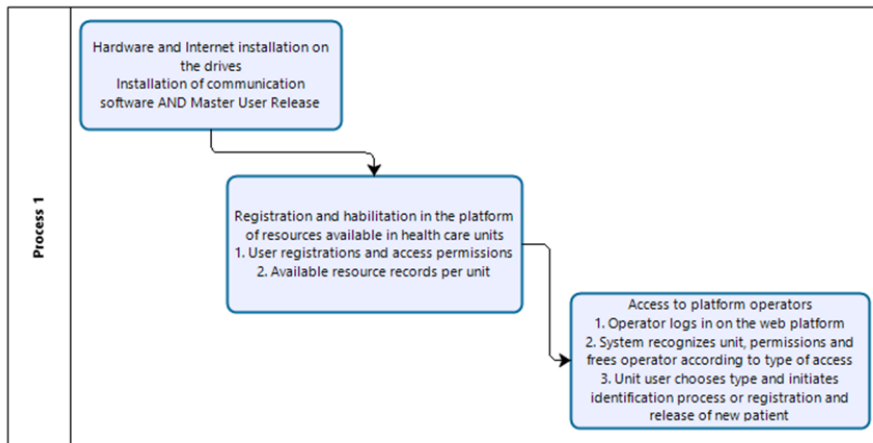 Process 1
Hardware and Internet installation on
the drives
Installation of communication
software AND Master User Release
Registration and habilitation in the platform
of resources available in health care units
1. User registrations and access permissions
2. Available resource records per unit
Access to platform operators
1. Operator logs in on the web platform
2. System recognizes unit, permissions and
frees operator according to type of access
3. Unit user chooses type and initiates
identification process or registration and
release of new patient